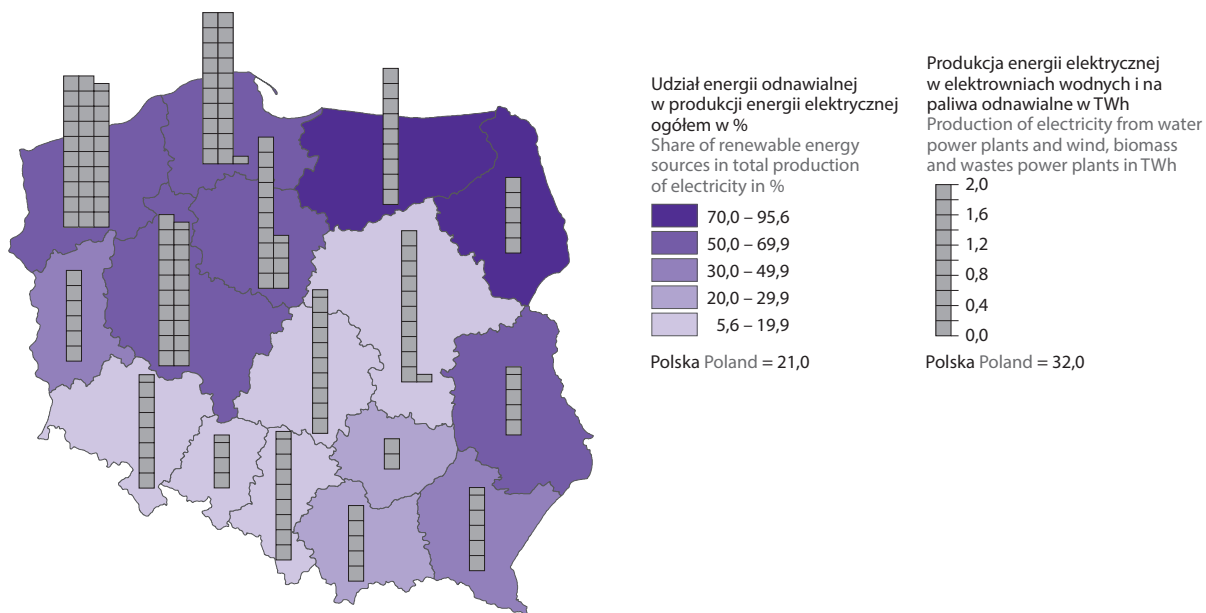 Udział energii odnawialnej
w produkcji energii elektrycznej
ogółem w %
Share of renewable energy
sources in total production
of electricity in %
70,0 – 95,6
50,0 – 69,9
30,0 – 49,9
20,0 – 29,9
5,6 – 19,9
Polska Poland = 21,0
Produkcja energii elektrycznej
w elektrowniach wodnych i na
paliwa odnawialne w TWh
Production of electricity from water
power plants and wind, biomass
and wastes power plants in TWh
2,0
1,6
1,2
0,8
0,4
0,0
Polska Poland = 32,0